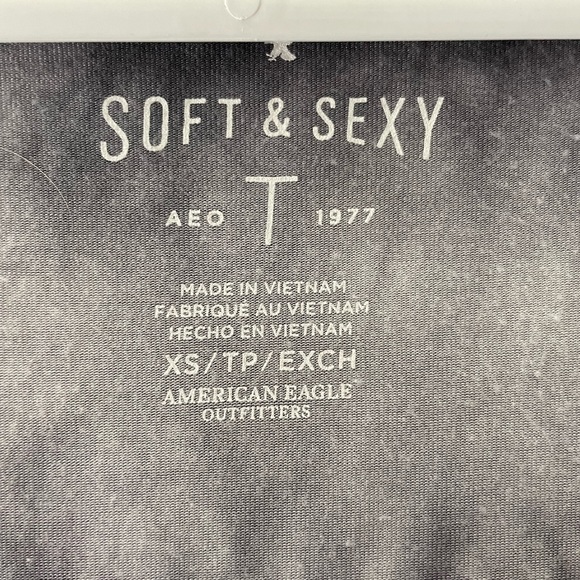 SOFT & SEXY
AEO T 1977
MADE IN VIETNAM
FABRIQUÉ AU VIETNAM
HECHO EN VIETNAM
XS/TP/EXCH
AMERICAN EAGLE
OUTFITTERS